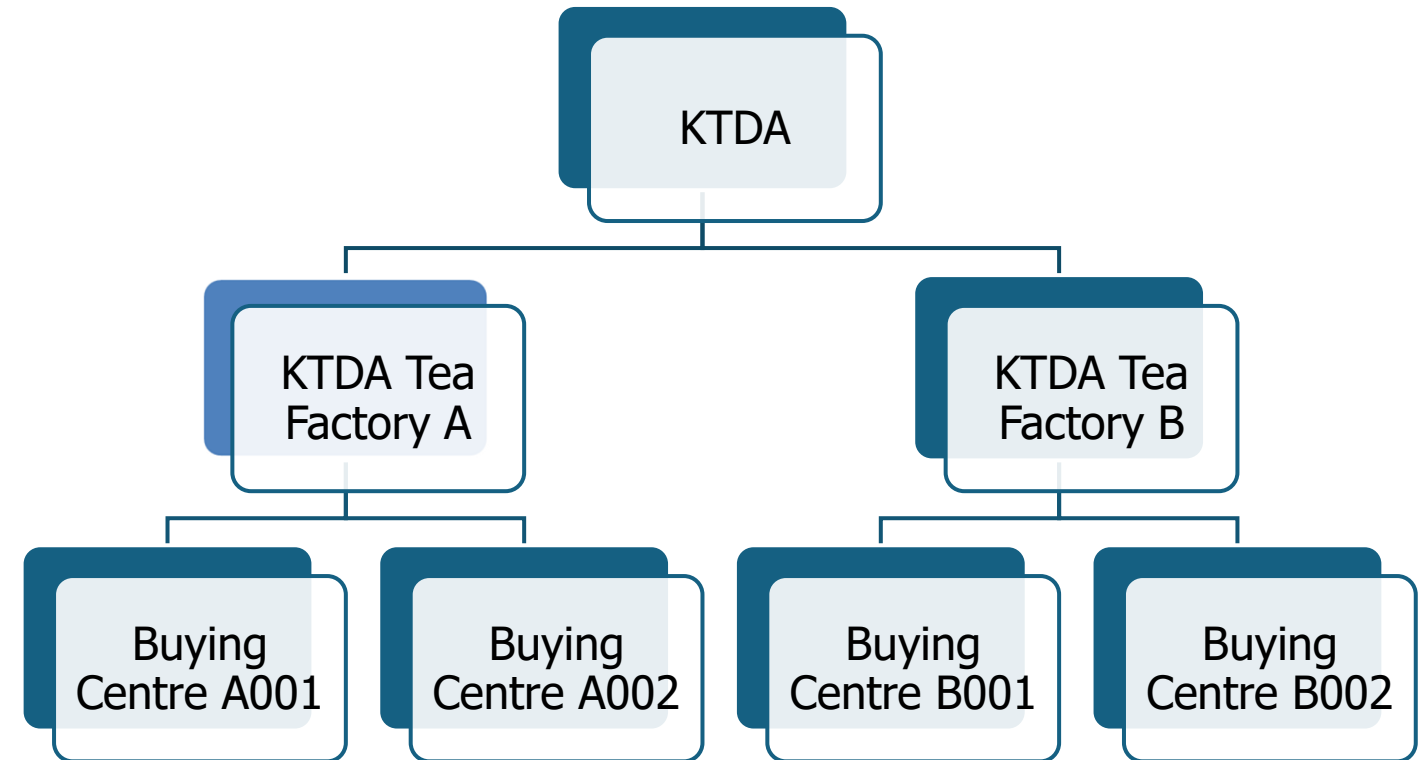 KTDA
KTDA Tea
Factory A
KTDA Tea
Factory B
Buying
Centre A001
Buying
Centre A002
Buying
Centre B001
Buying
Centre B002